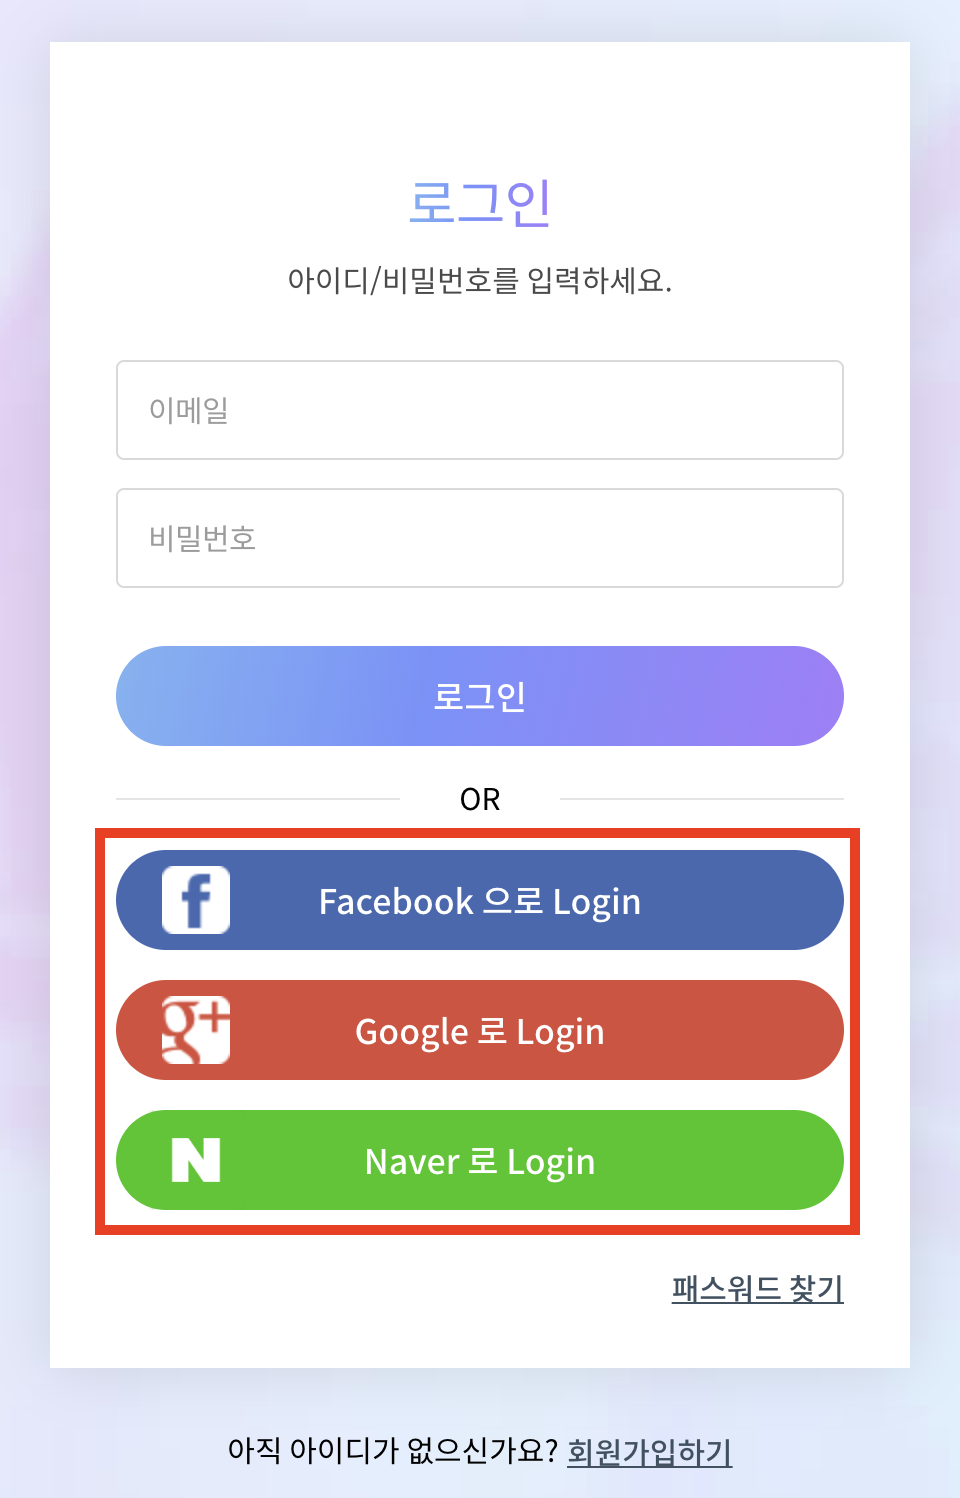 로그인
아이디/비밀번호를 입력하세요.
이메일
비밀번호
로그인
OR
f Facebook 으로 Login
g+ Google 로 Login
N Naver 로 Login
패스워드 찾기
아직 아이디가 없으신가요? 회원가입하기